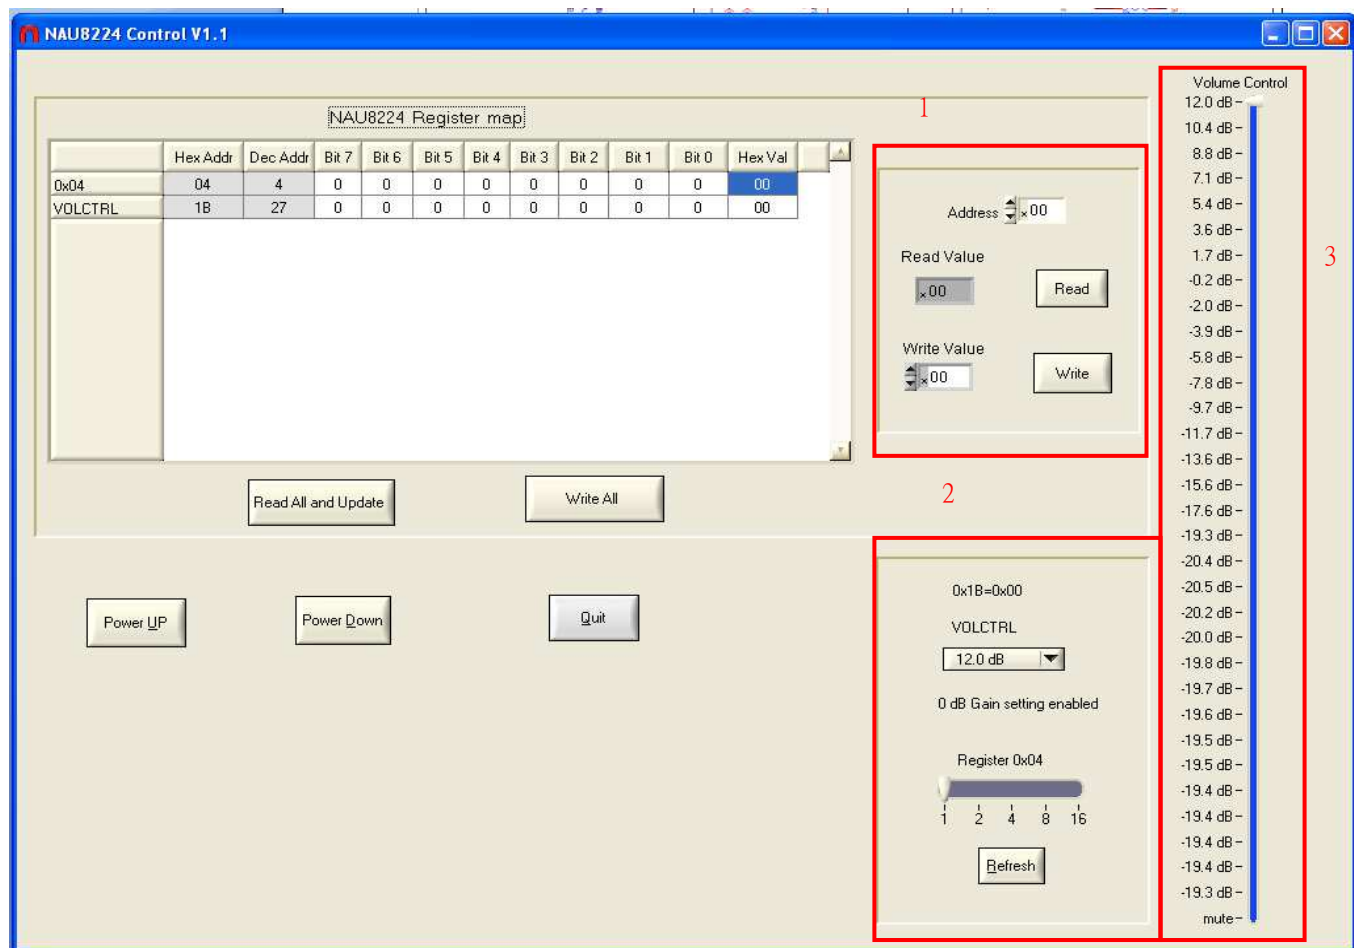 NAU8224 Control V1.1
NAU8224 Register map
Hex Addr Dec Addr Bit 7 Bit 6 Bit 5 Bit 4 Bit 3 Bit 2 Bit 1 Bit 0 Hex Val
0x04 04 4 0 0 0 0 0 0 0 0 00
VOLCTRL 1B 27 0 0 0 0 0 0 0 0 00
Read All and Update
Write All
Power UP
Power Down
Quit
1
Address x00
Read Value
x00
Read
Write Value
x00
Write
2
0x1B=0x00
VOLCTRL
12.0 dB
0 dB Gain setting enabled
Register 0x04
1 2 4 8 16
Refresh
Volume Control
12.0 dB
10.4 dB
8.8 dB
7.1 dB
5.4 dB
3.6 dB
1.7 dB
-0.2 dB
-2.0 dB
-3.9 dB
-5.8 dB
-7.8 dB
-9.7 dB
-11.7 dB
-13.6 dB
-15.6 dB
-17.6 dB
-19.3 dB
-20.4 dB
-20.5 dB
-20.2 dB
-20.0 dB
-19.8 dB
-19.7 dB
-19.6 dB
-19.5 dB
-19.5 dB
-19.4 dB
-19.4 dB
-19.4 dB
-19.4 dB
-19.3 dB
mute
3